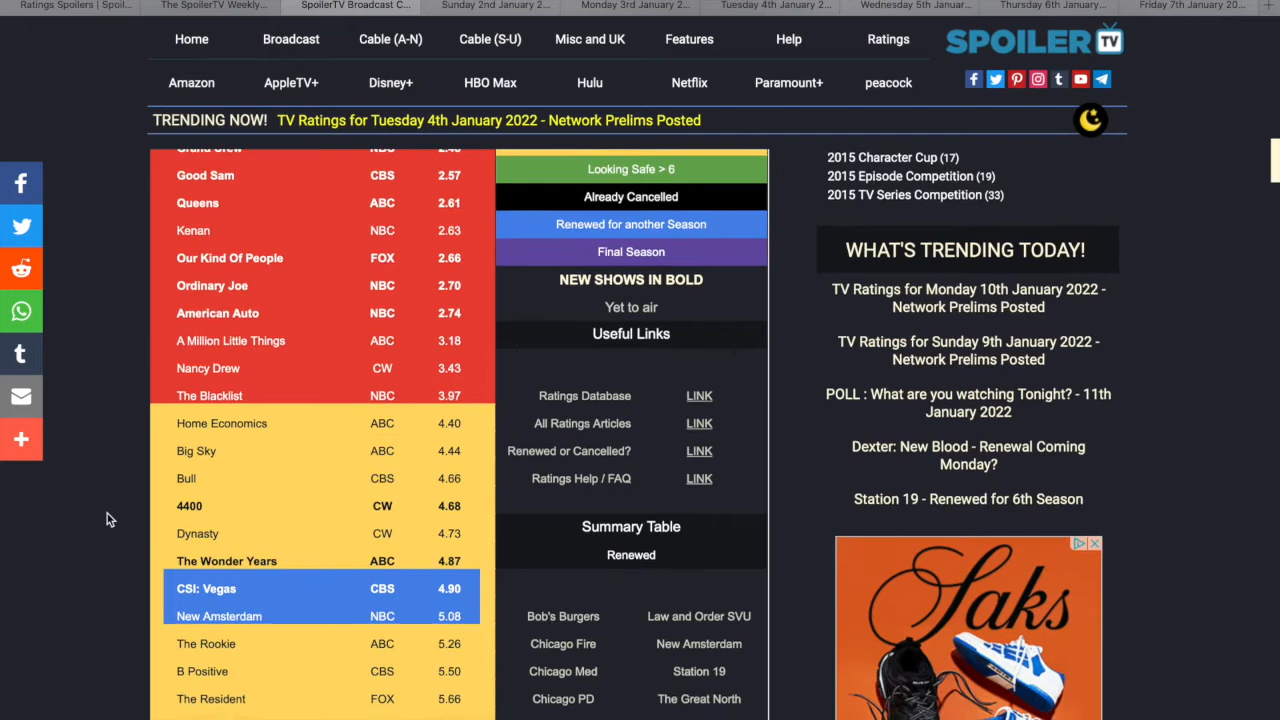 Ratings Spoilers | Spoil...
The SpoilerTV Weekly...
SpoilerTV Broadcast C...
Sunday 2nd January 2...
Monday 3rd January 2...
Tuesday 4th January 2...
Wednesday 5th Januar...
Thursday 6th January...
Friday 7th January 20...
Home Broadcast Cable (A-N) Cable (S-U) Misc and UK Features Help Ratings
SPOILER TV
Amazon AppleTV+ Disney+ HBO Max Hulu Netflix Paramount+ peacock
TRENDING NOW! TV Ratings for Tuesday 4th January 2022 - Network Prelims Posted
Grand Crew NBC 2.48
Good Sam CBS 2.57
Queens ABC 2.61
Kenan NBC 2.63
Our Kind Of People FOX 2.66
Ordinary Joe NBC 2.70
American Auto NBC 2.74
A Million Little Things ABC 3.18
Nancy Drew CW 3.43
The Blacklist NBC 3.97
Home Economics ABC 4.40
Big Sky ABC 4.44
Bull CBS 4.66
4400 CW 4.68
Dynasty CW 4.73
The Wonder Years ABC 4.87
CSI: Vegas CBS 4.90
New Amsterdam NBC 5.08
The Rookie ABC 5.26
B Positive CBS 5.50
The Resident FOX 5.66
Looking Safe > 6
Already Cancelled
Renewed for another Season
Final Season
NEW SHOWS IN BOLD
Yet to air
Useful Links
Ratings Database LINK
All Ratings Articles LINK
Renewed or Cancelled? LINK
Ratings Help / FAQ LINK
Summary Table
Renewed
Bob's Burgers Law and Order SVU
Chicago Fire New Amsterdam
Chicago Med Station 19
Chicago PD The Great North
2015 Character Cup (17)
2015 Episode Competition (19)
2015 TV Series Competition (33)
WHAT'S TRENDING TODAY!
TV Ratings for Monday 10th January 2022 -
Network Prelims Posted
TV Ratings for Sunday 9th January 2022 -
Network Prelims Posted
POLL : What are you watching Tonight? - 11th
January 2022
Dexter: New Blood - Renewal Coming
Monday?
Station 19 - Renewed for 6th Season
Saks